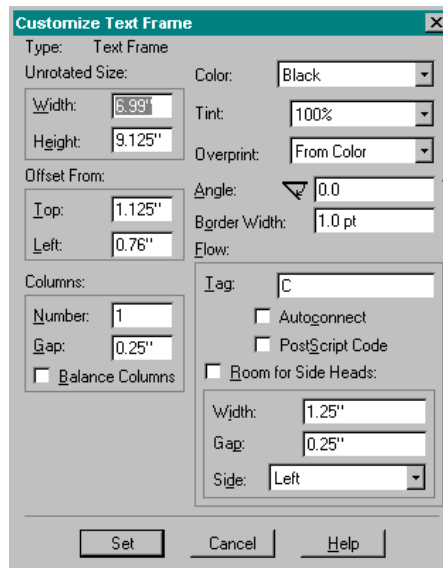 Customize Text Frame
Type: Text Frame
Unrotated Size:
Width: 6.99"
Height: 9.125"
Offset From:
Top: 1.125"
Left: 0.76"
Columns:
Number: 1
Gap: 0.25"
Balance Columns
Color: Black
Tint: 100%
Overprint: From Color
Angle: 0.0
Border Width: 1.0 pt
Flow:
Tag: C
Autoconnect
PostScript Code
Room for Side Heads:
Width: 1.25"
Gap: 0.25"
Side: Left
Set Cancel Help